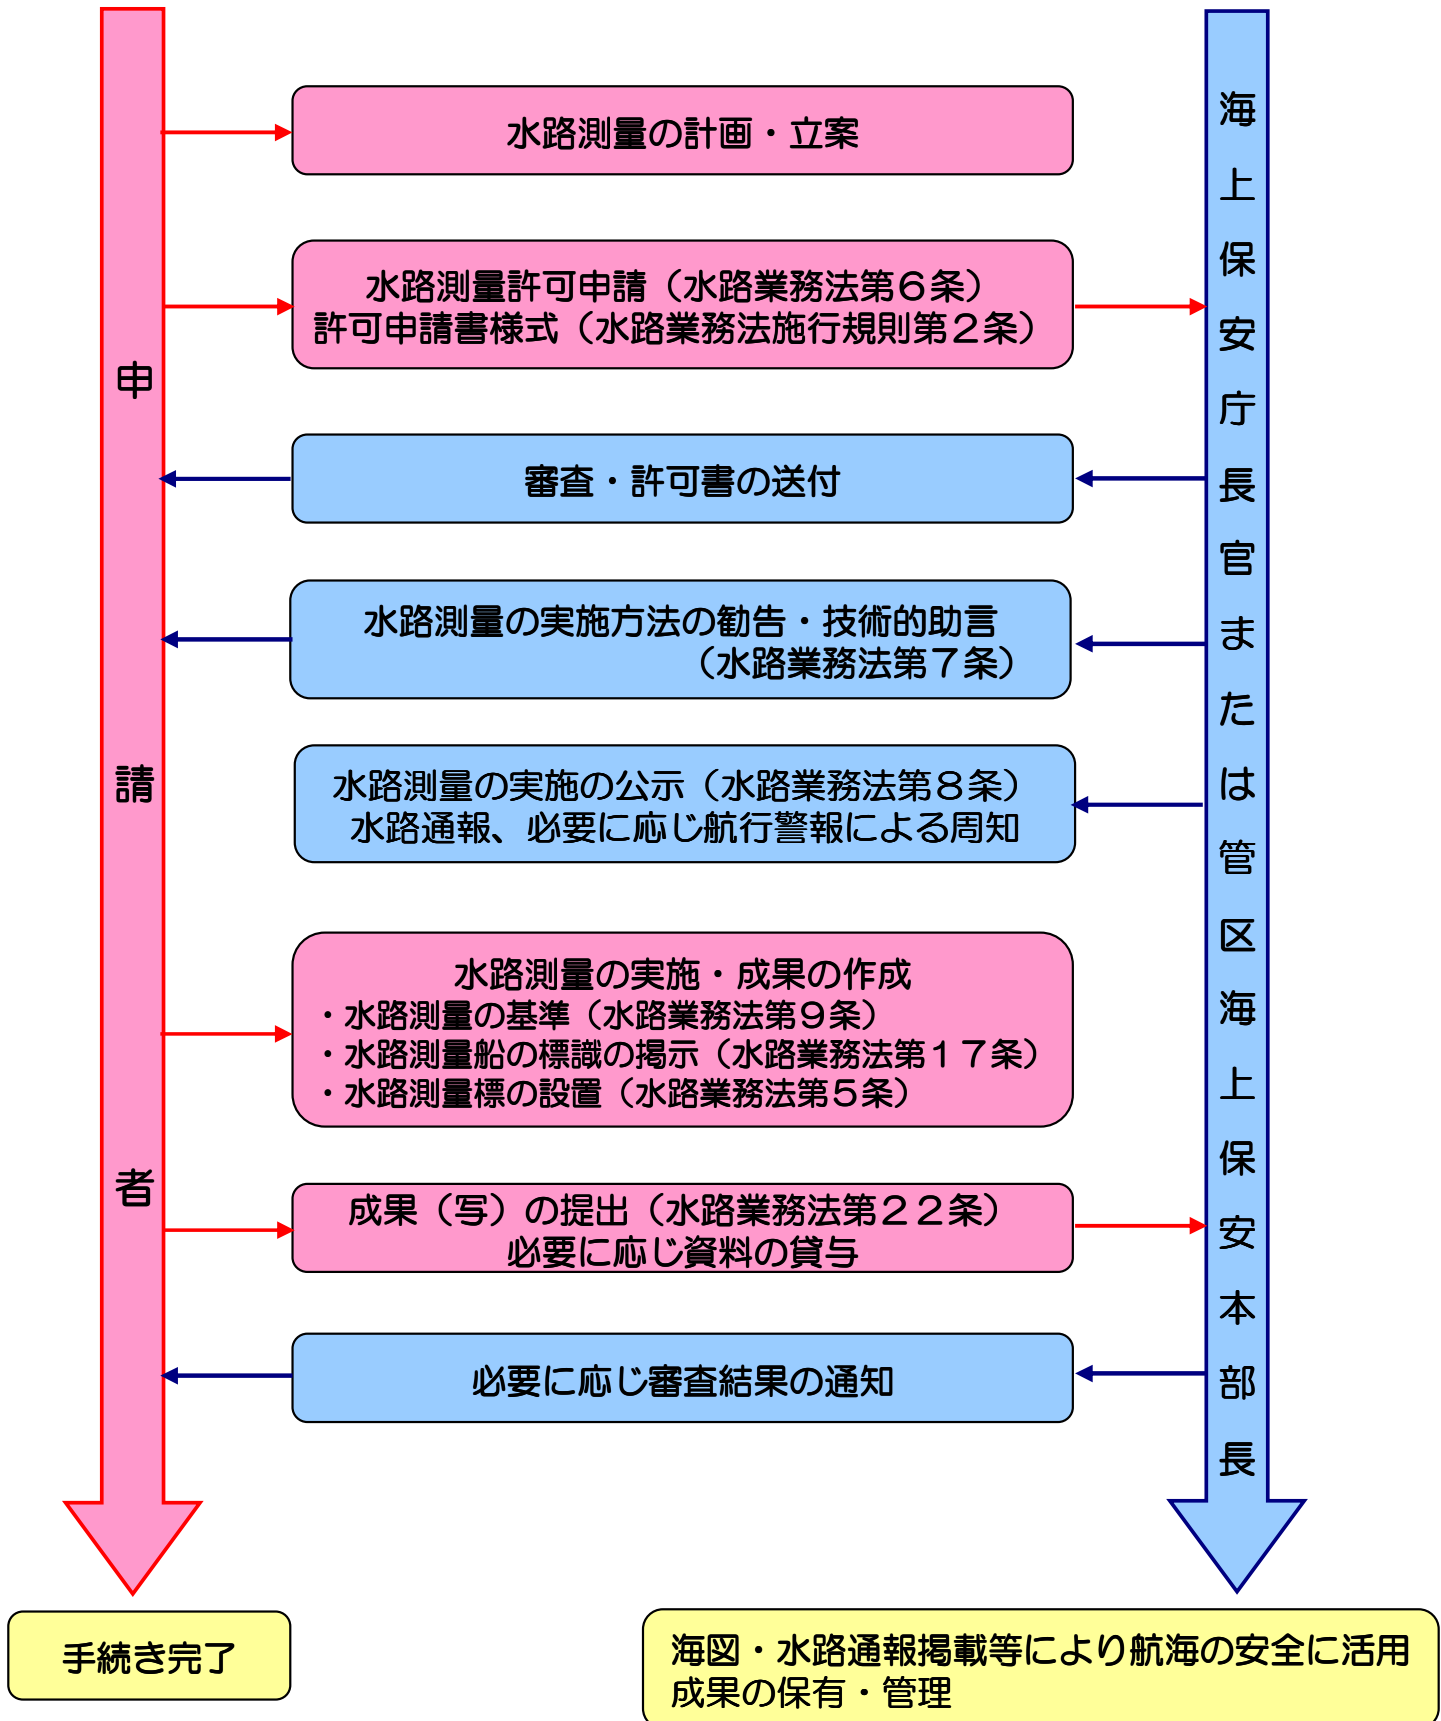 申請者
水路測量の計画・立案
水路測量許可申請（水路業務法第６条）
許可申請書様式（水路業務法施行規則第２条）
審査・許可書の送付
水路測量の実施方法の勧告・技術的助言
（水路業務法第７条）
水路測量の実施の公示（水路業務法第８条）
水路通報、必要に応じ航行警報による周知
水路測量の実施・成果の作成
・水路測量の基準（水路業務法第９条）
・水路測量船の標識の掲示（水路業務法第１７条）
・水路測量標の設置（水路業務法第５条）
成果（写）の提出（水路業務法第２２条）
必要に応じ資料の貸与
必要に応じ審査結果の通知
海上保安庁長官または管区海上保安本部長
手続き完了
海図・水路通報掲載等により航海の安全に活用
成果の保有・管理